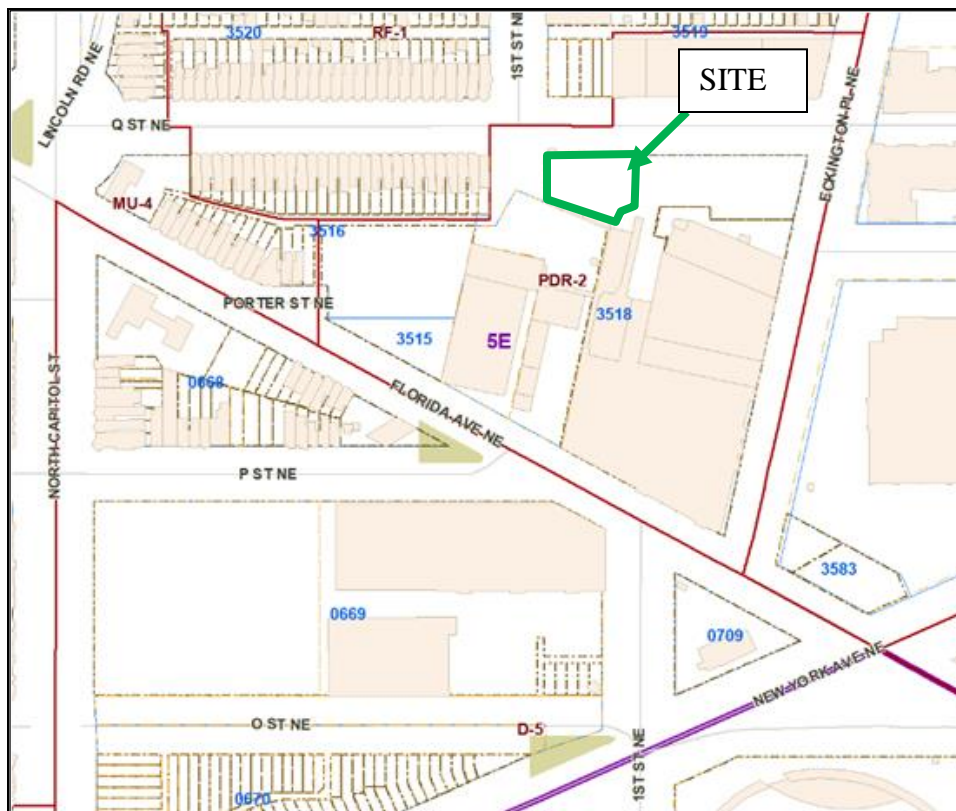 3520
RF-1
1ST ST NE
3519
SITE
LINCOLN RD NE
Q ST NE
ECKINGTON PL NE
MU-4
3516
PDR-2
PORTER ST NE
3518
3515
5E
0668
FLORIDA AVE NE
NORTH CAPITOL ST
P ST NE
3583
0669
0709
NEW YORK AVE NE
O ST NE
D-5
1ST ST NE
0670